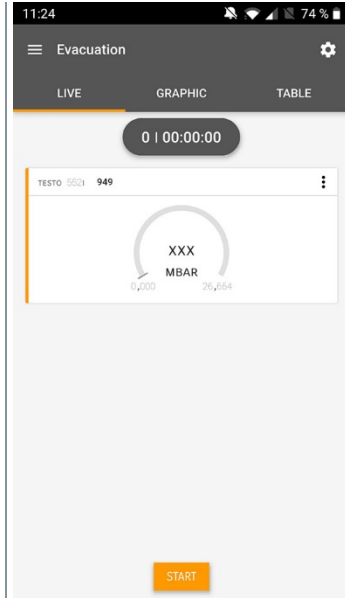 11:24 74 %
Evacuation
LIVE GRAPHIC TABLE
0 | 00:00:00
TESTO 552I 949
XXX
MBAR
0,000 26,664
START